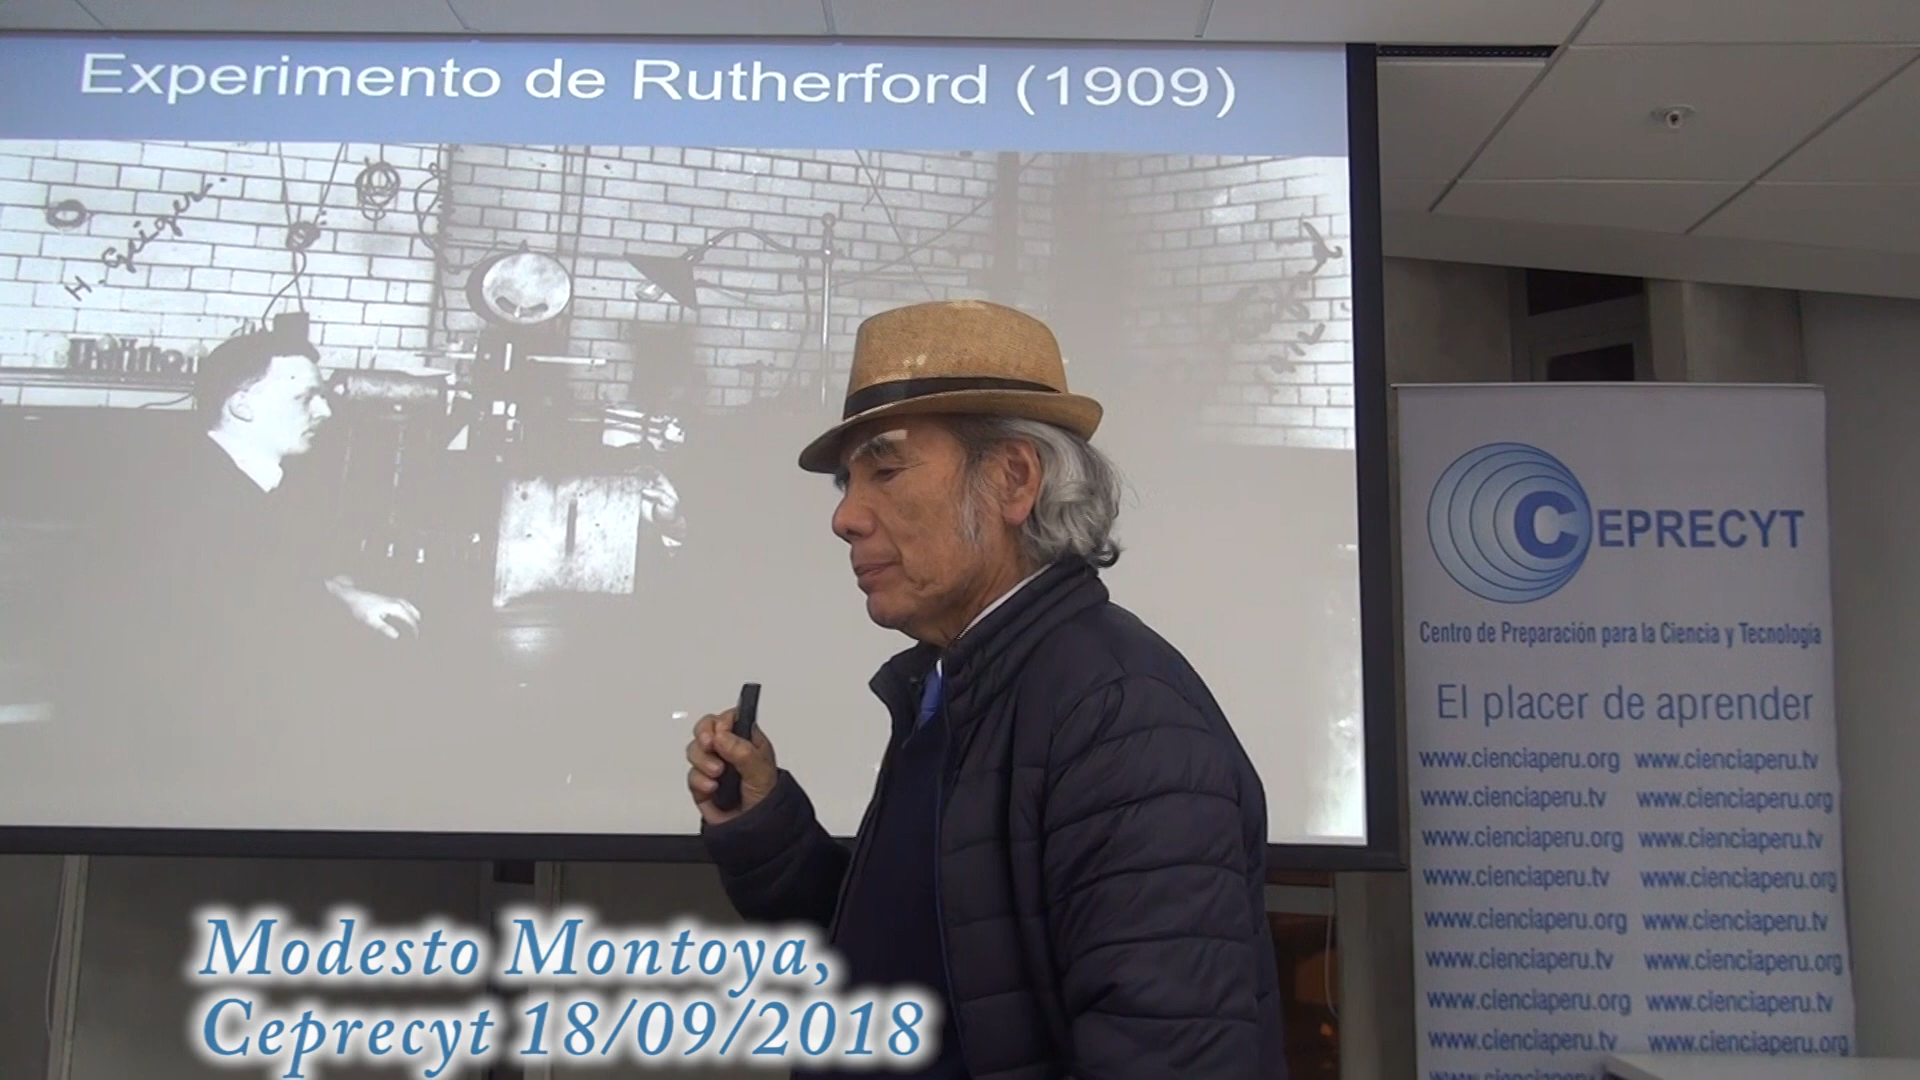 Experimento de Rutherford (1909)
H. Geiger
CEPRECYT
Centro de Preparación para la Ciencia y Tecnología
El placer de aprender
www.cienciaperu.org www.cienciaperu.tv
www.cienciaperu.tv www.cienciaperu.org
www.cienciaperu.org www.cienciaperu.tv
www.cienciaperu.tv www.cienciaperu.org
www.cienciaperu.org www.cienciaperu.tv
www.cienciaperu.tv www.cienciaperu.org
www.cienciaperu.org www.cienciaperu.tv
www.cienciaperu.tv www.cienciaperu.org
Modesto Montoya,
Ceprecyt 18/09/2018